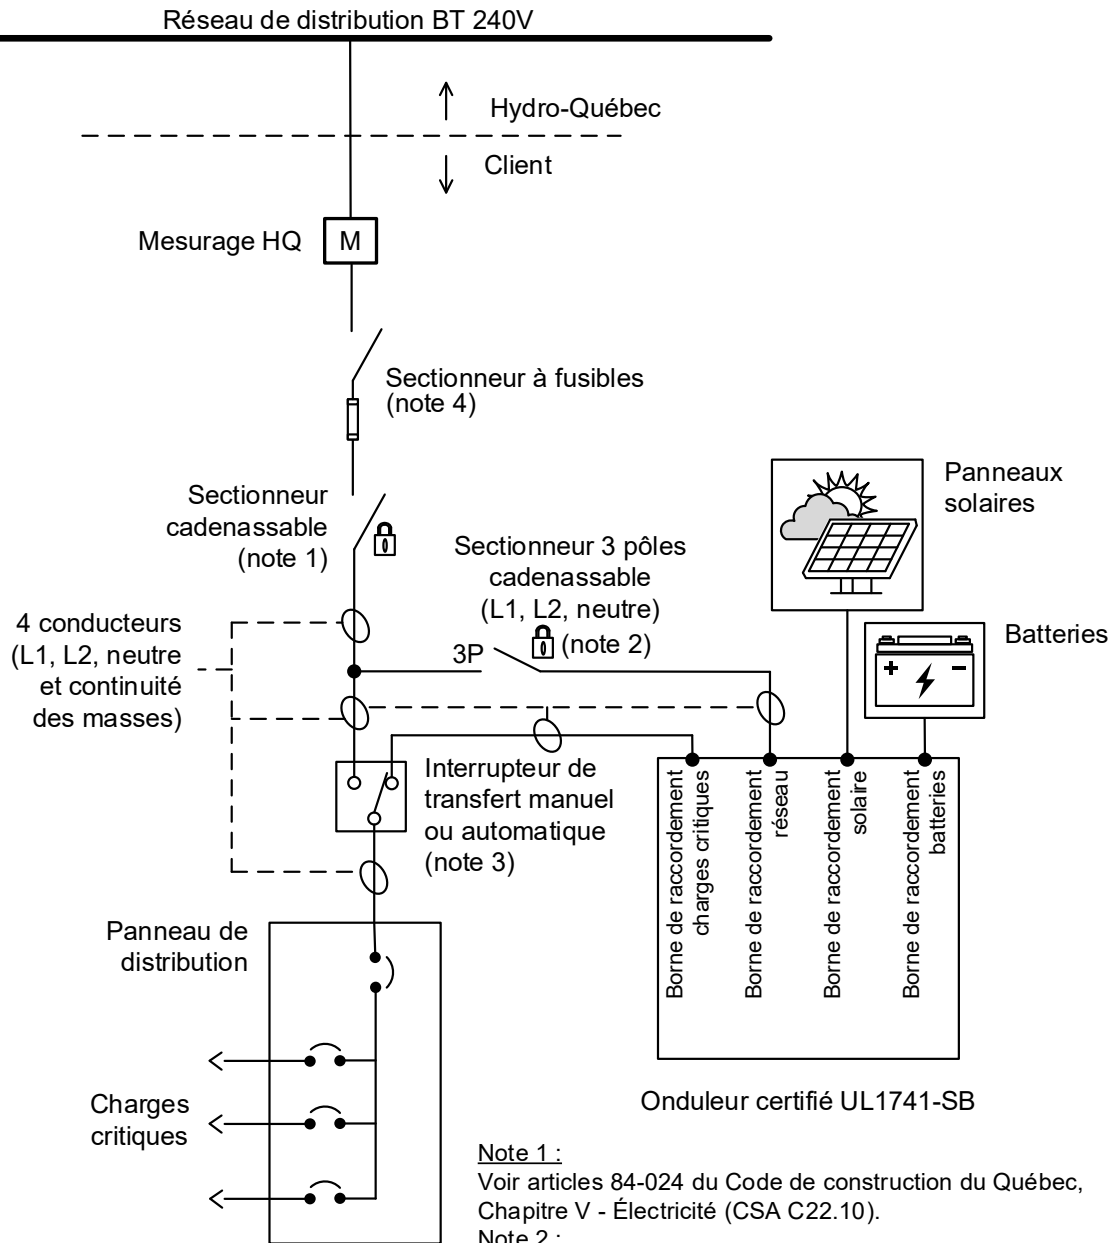 Réseau de distribution BT 240V
Hydro-Québec
Client
Mesurage HQ
M
Sectionneur à fusibles
(note 4)
Sectionneur
cadenassable
(note 1)
Sectionneur 3 pôles
cadenassable
(L1, L2, neutre)
(note 2)
3P
Panneaux
solaires
Batteries
4 conducteurs
(L1, L2, neutre
et continuité
des masses)
Interrupteur de
transfert manuel
ou automatique
(note 3)
Borne de raccordement
charges critiques
Borne de raccordement
réseau
Borne de raccordement
solaire
Borne de raccordement
batteries
Panneau de
distribution
Charges
critiques
Onduleur certifié UL1741-SB
Note 1 :
Voir articles 84-024 du Code de construction du Québec,
Chapitre V - Électricité (CSA C22.10).
Note 2 :